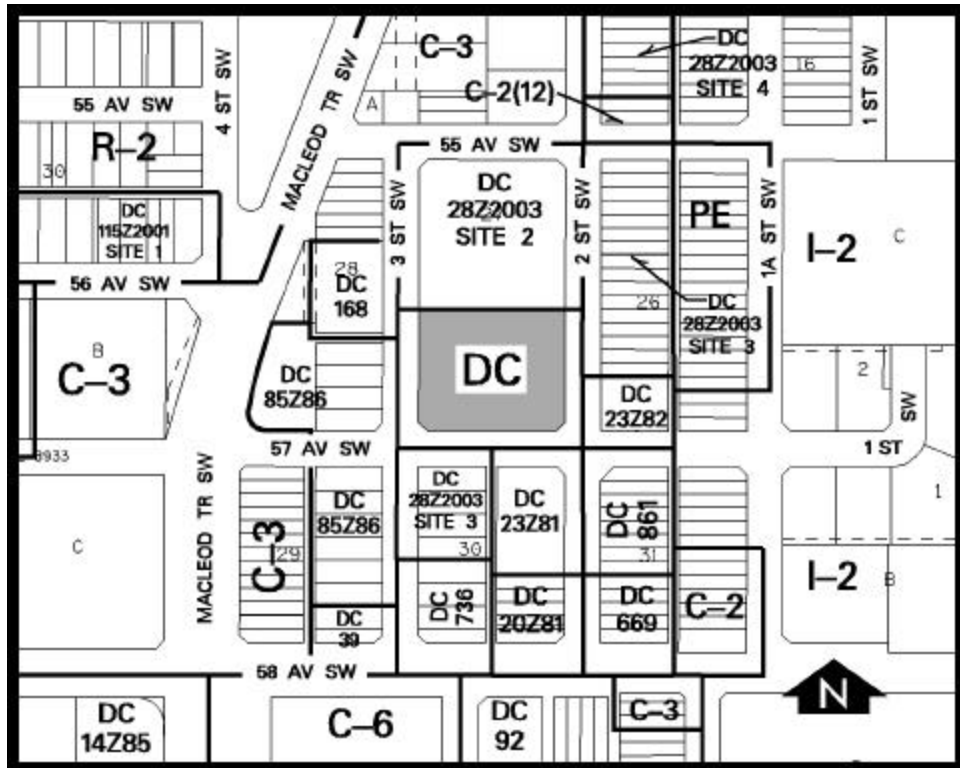 C-3
DC
28Z2003
SITE 4
16
1 ST SW
4 ST SW
MACLEOD TR SW
A
C-2(12)
55 AV SW
R-2
30
55 AV SW
DC
115Z2001
SITE 1
56 AV SW
3 ST SW
DC
28Z2003
SITE 2
2 ST SW
PE
1A ST SW
I-2
C
28
DC
168
26
DC
28Z2003
SITE 3
B
C-3
DC
85Z86
DC
DC
23Z82
2
SW
1 ST
57 AV SW
8933
MACLEOD TR SW
C
C-3
29
DC
85Z86
DC
28Z2003
SITE 3
30
DC
23Z81
DC
861
31
1
I-2
B
DC
39
DC
736
DC
20Z81
DC
669
C-2
58 AV SW
N
DC
14Z85
C-6
DC
92
C-3